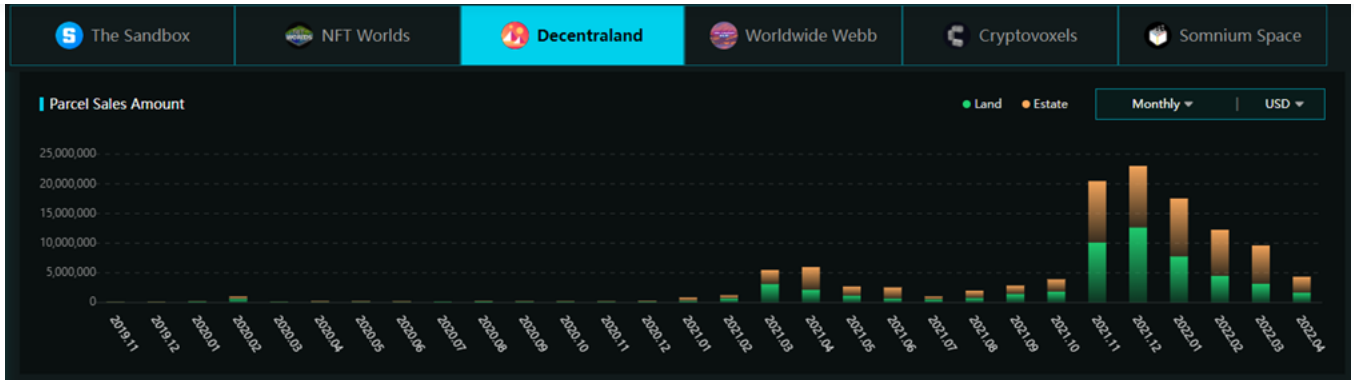 The Sandbox NFT Worlds Decentraland Worldwide Webb Cryptovoxels Somnium Space
Parcel Sales Amount Land Estate Monthly | USD
25,000,000
20,000,000
15,000,000
10,000,000
5,000,000
0
2019.11 2019.12 2020.01 2020.02 2020.03 2020.04 2020.05 2020.06 2020.07 2020.08 2020.09 2020.10 2020.11 2020.12 2021.01 2021.02 2021.03 2021.04 2021.05 2021.06 2021.07 2021.08 2021.09 2021.10 2021.11 2021.12 2022.01 2022.02 2022.03 2022.04